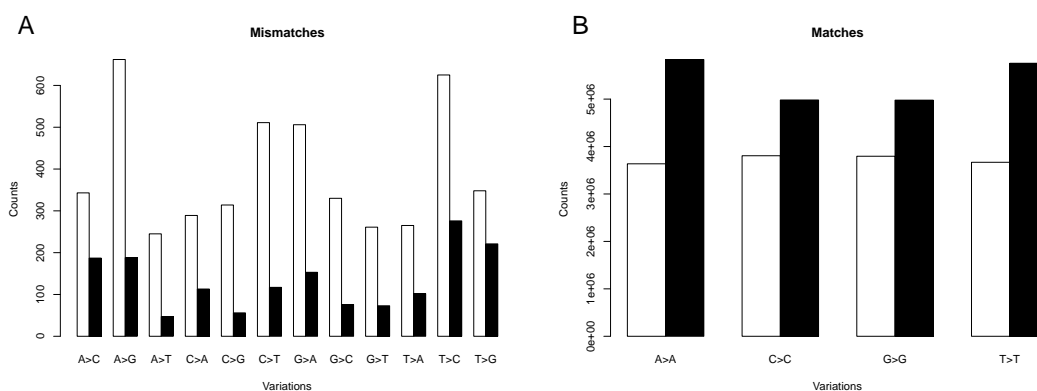 A
Mismatches
Counts
600
500
400
300
200
100
0
A>C A>G A>T C>A C>G C>T G>A G>C G>T T>A T>C T>G
Variations
B
Matches
Counts
5e+06
4e+06
3e+06
2e+06
1e+06
0e+00
A>A C>C G>G T>T
Variations